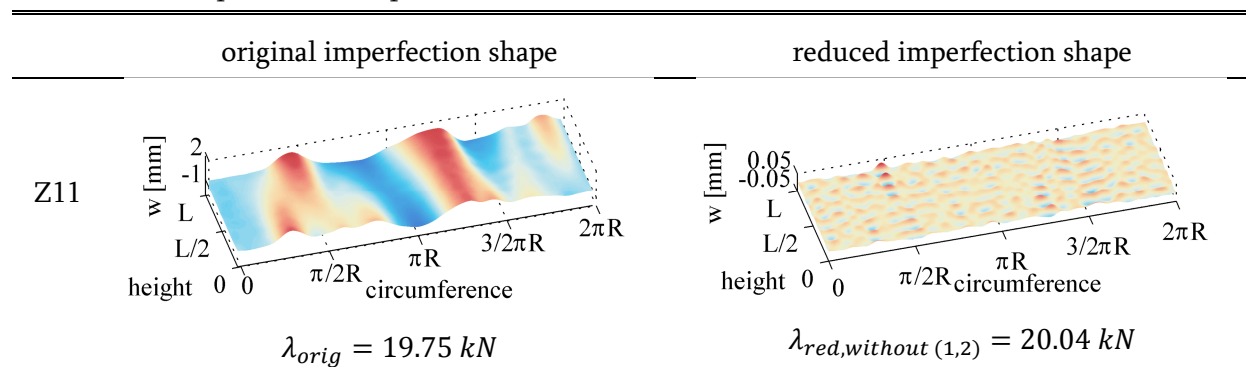 original imperfection shape
reduced imperfection shape
Z11
w [mm]
2
-1
L
L/2
height
0
0
π/2R
πR
3/2πR
2πR
circumference
w [mm]
0.05
-0.05
L
L/2
height
0
0
π/2R
πR
3/2πR
2πR
circumference
λorig = 19.75 kN
λred,without (1,2) = 20.04 kN